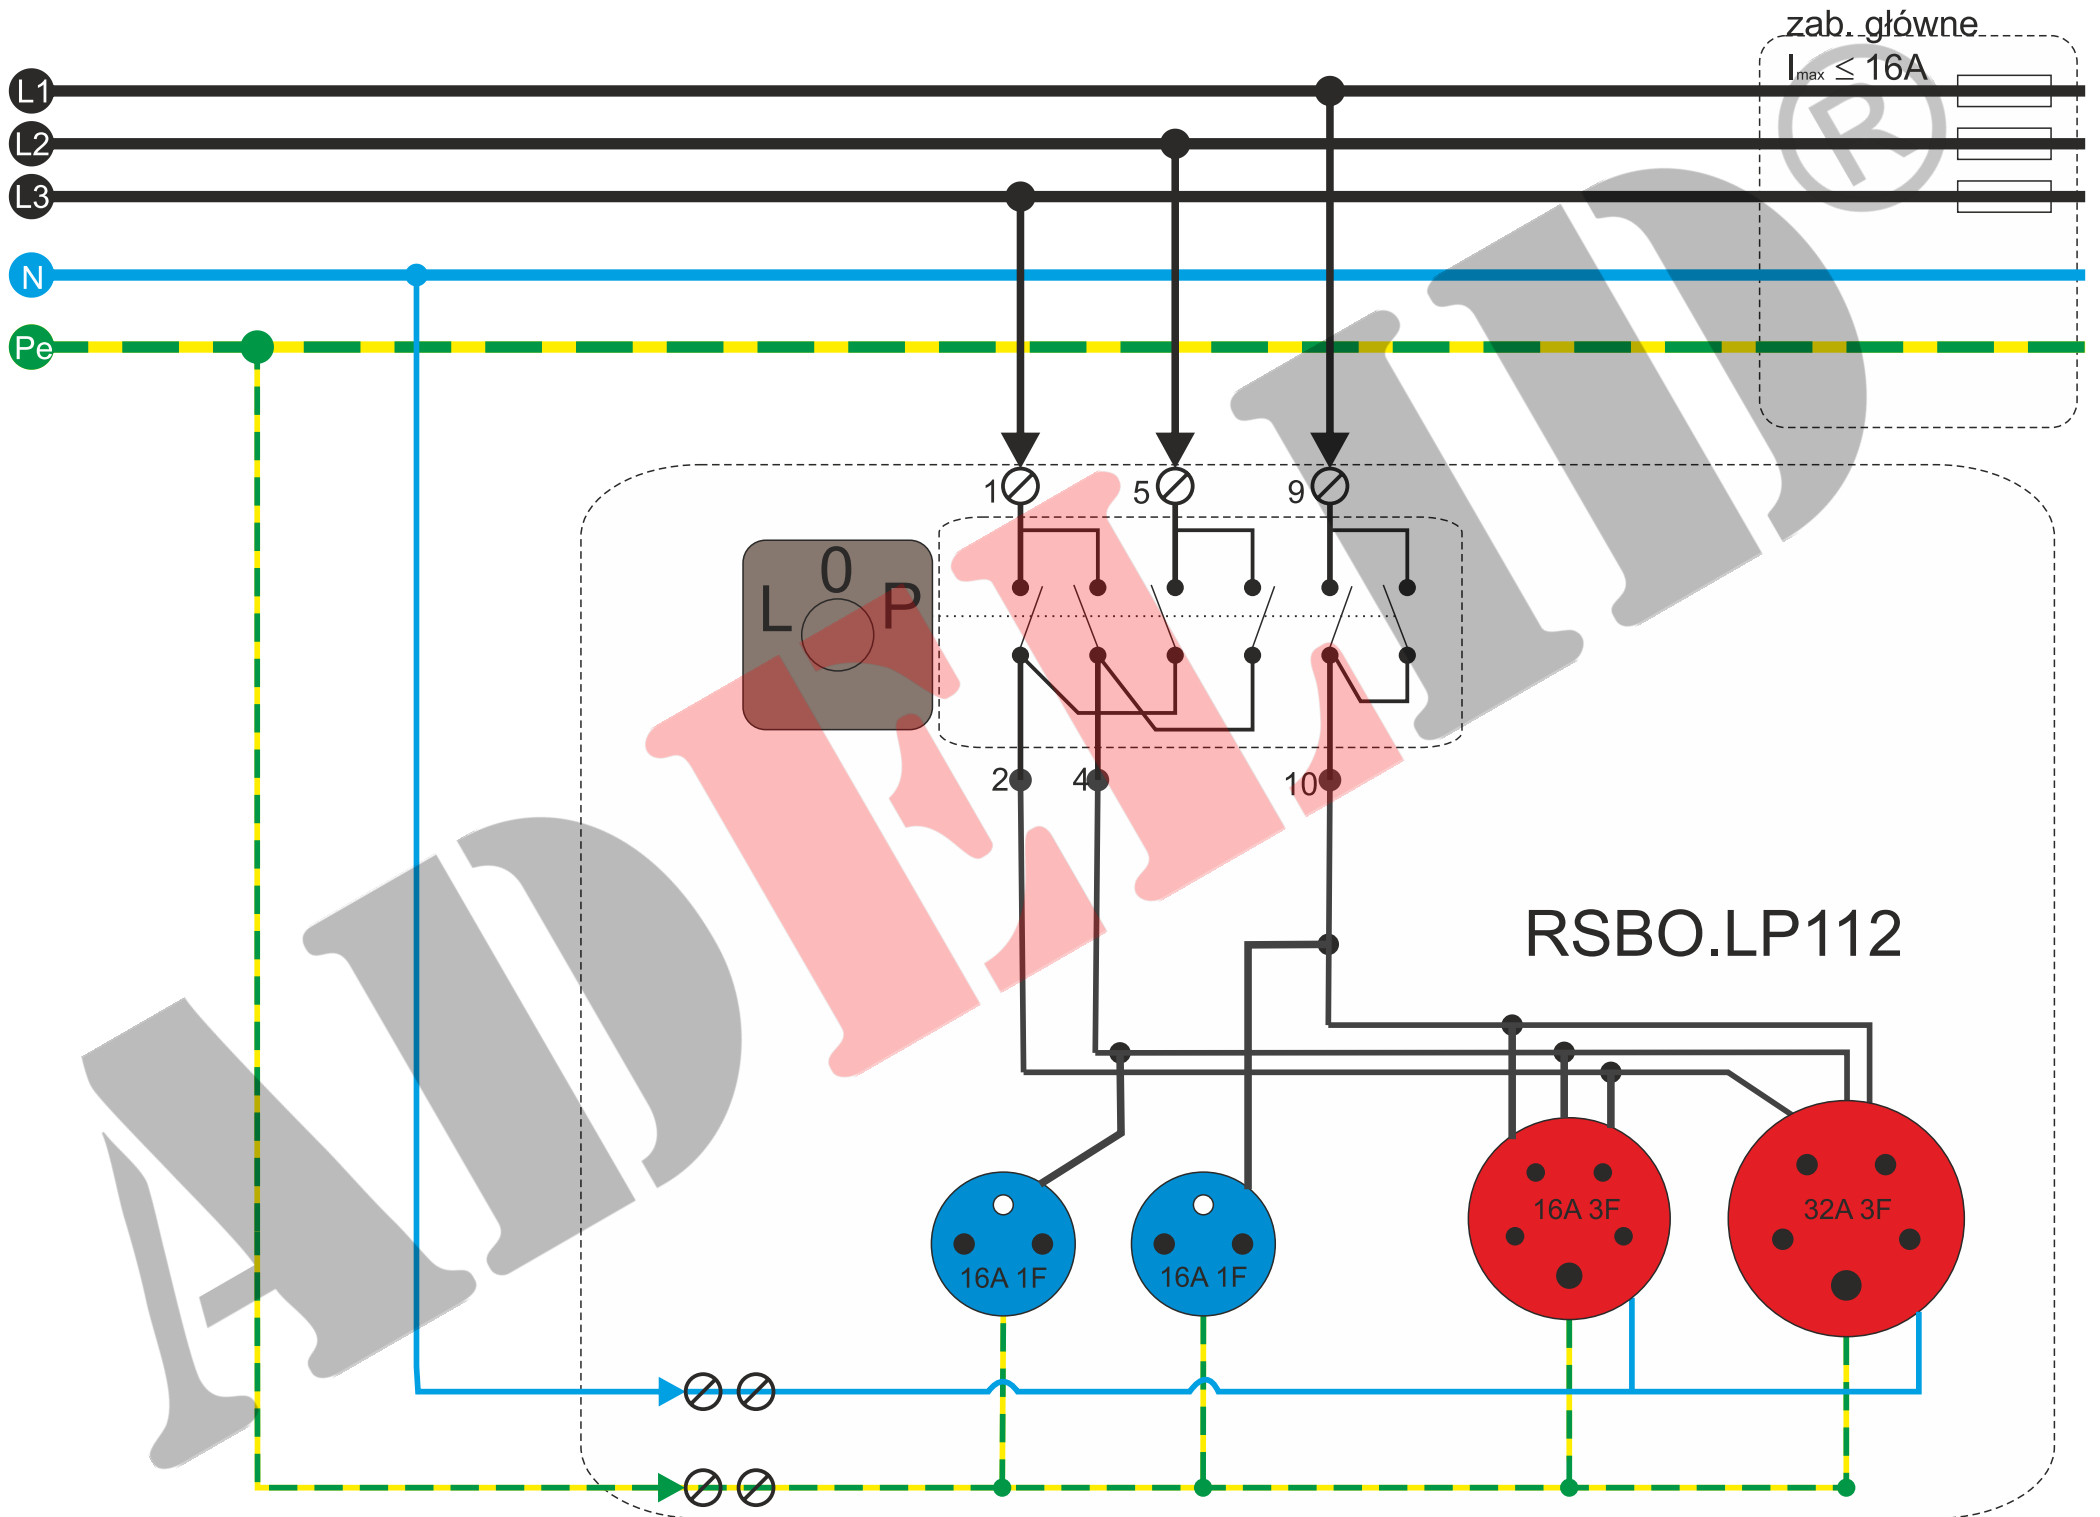 zab. główne
Imax ≤ 16A
L1
L2
L3
N
Pe
®
1 5 9
L 0 P
2 4 10
ADELID
RSBO.LP112
16A 1F 16A 1F 16A 3F 32A 3F